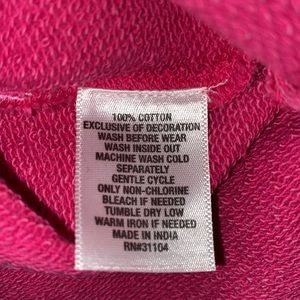 100% COTTON
EXCLUSIVE OF DECORATION
WASH BEFORE WEAR
WASH INSIDE OUT
MACHINE WASH COLD
SEPARATELY
GENTLE CYCLE
ONLY NON-CHLORINE
BLEACH IF NEEDED
TUMBLE DRY LOW
WARM IRON IF NEEDED
MADE IN INDIA
RN#31104